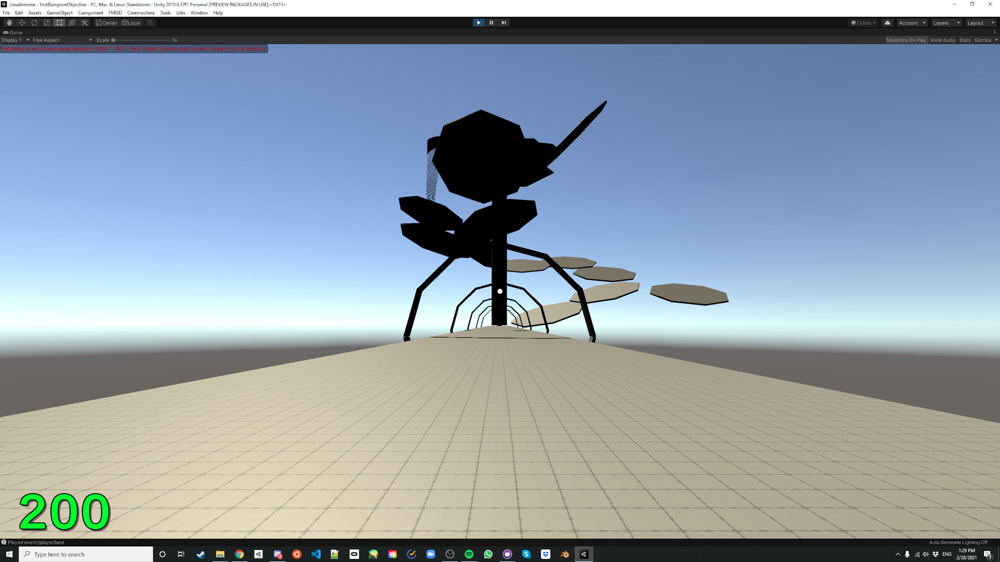 cloudinterior - firstDungeonObjective - PC, Mac & Linux Standalone - Unity 2019.4.17f1 Personal [PREVIEW PACKAGES IN USE] <DX11>
File Edit Assets GameObject Component FMOD Cinemachine Tools Jobs Window Help
Center Local Collab Account Layers Layout
Game
Display 1 Free Aspect Scale 1x Maximize On Play Mute Audio Stats Gizmos
Rendering at an odd-numbered resolution (2560 * 1267). Pixel Perfect Camera may not work properly in this situation.
200
Played event:/player/land
Auto Generate Lighting Off
Type here to search
1
ENG
1:29 PM
2/28/2021
3